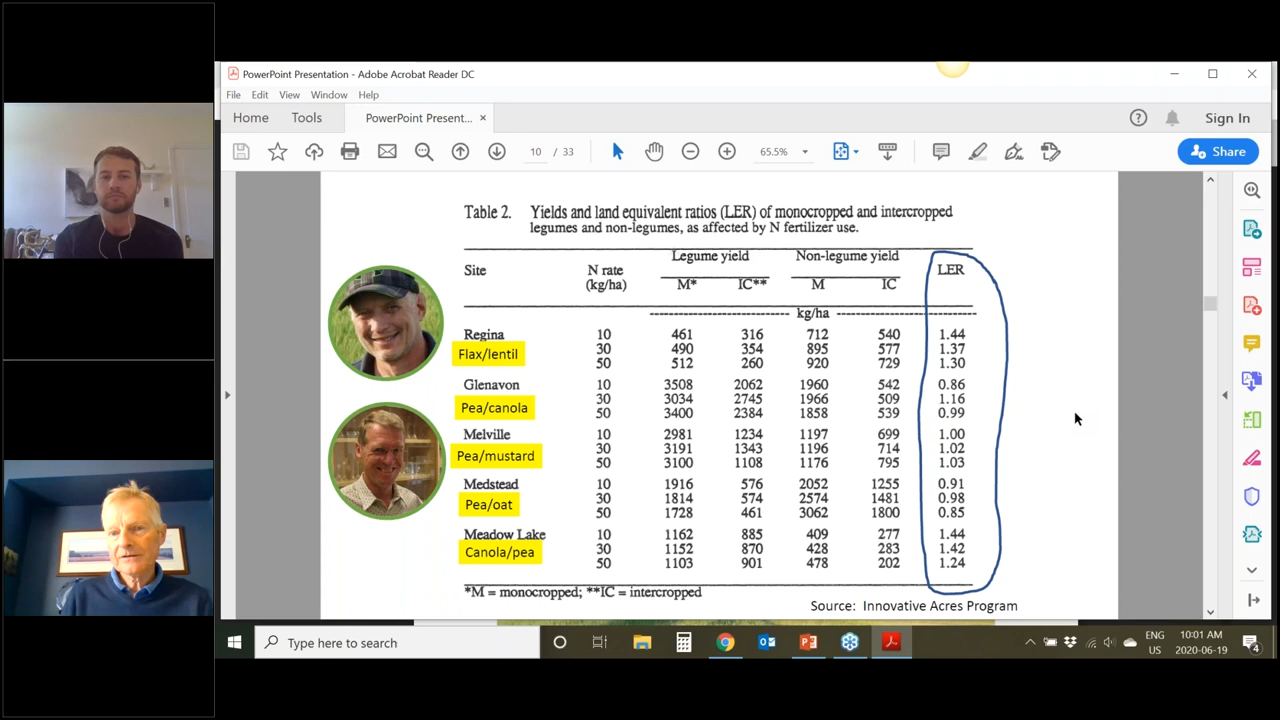 PowerPoint Presentation - Adobe Acrobat Reader DC
File Edit View Window Help
Home Tools PowerPoint Present... × Sign In
10 / 33 65.5% Share
Table 2. Yields and land equivalent ratios (LER) of monocropped and intercropped
legumes and non-legumes, as affected by N fertilizer use.
Legume yield Non-legume yield
Site N rate LER
(kg/ha) M* IC** M IC
kg/ha
Regina 10 461 316 712 540 1.44
Flax/lentil 30 490 354 895 577 1.37
50 512 260 920 729 1.30
Glenavon 10 3508 2062 1960 542 0.86
Pea/canola 30 3034 2745 1966 509 1.16
50 3400 2384 1858 539 0.99
Melville 10 2981 1234 1197 699 1.00
Pea/mustard 30 3191 1343 1196 714 1.02
50 3100 1108 1176 795 1.03
Medstead 10 1916 576 2052 1255 0.91
Pea/oat 30 1814 574 2574 1481 0.98
50 1728 461 3062 1800 0.85
Meadow Lake 10 1162 885 409 277 1.44
Canola/pea 30 1152 870 428 283 1.42
50 1103 901 478 202 1.24
*M = monocropped; **IC = intercropped
Source: Innovative Acres Program
Type here to search
ENG 10:01 AM
US 2020-06-19 4